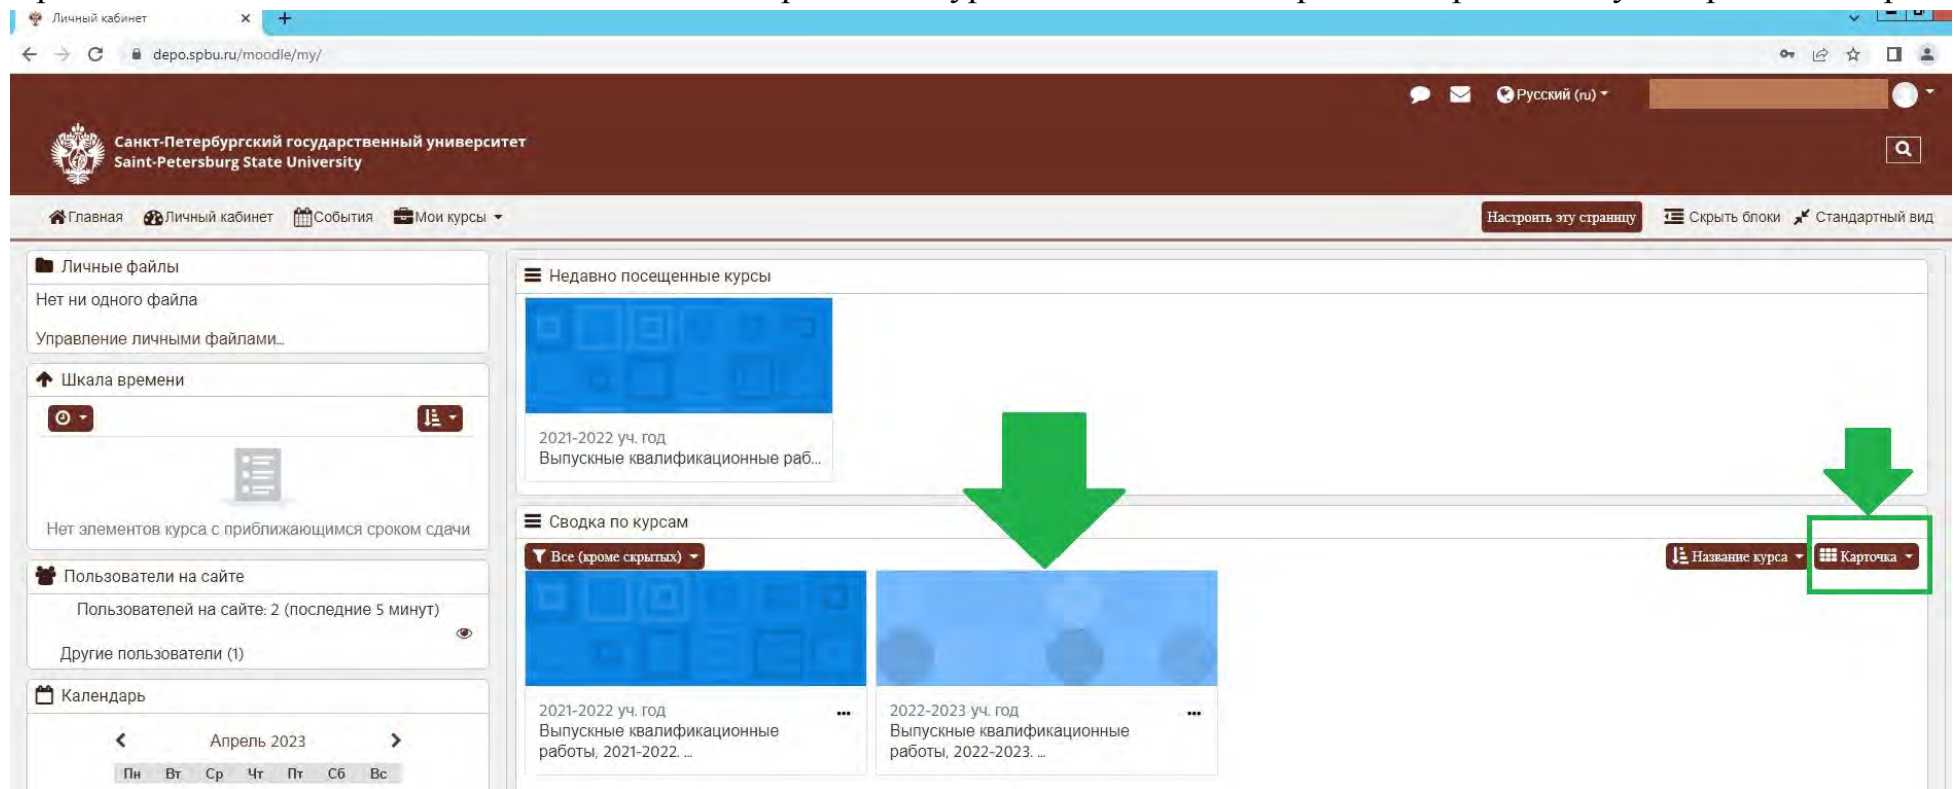 Личный кабинет
depo.spbu.ru/moodle/my/
Русский (ru)
Санкт-Петербургский государственный университет
Saint-Petersburg State University
Главная Личный кабинет События Мои курсы
Настроить эту страницу Скрыть блоки Стандартный вид
Личные файлы
Нет ни одного файла
Управление личными файлами...
Шкала времени
Нет элементов курса с приближающимся сроком сдачи
Пользователи на сайте
Пользователей на сайте: 2 (последние 5 минут)
Другие пользователи (1)
Календарь
Апрель 2023
Пн Вт Ср Чт Пт Сб Вс
Недавно посещенные курсы
2021-2022 уч. год
Выпускные квалификационные раб...
Сводка по курсам
Все (кроме скрытых)
Название курса
Карточка
2021-2022 уч. год
Выпускные квалификационные
работы, 2021-2022. ...
2022-2023 уч. год
Выпускные квалификационные
работы, 2022-2023. ...